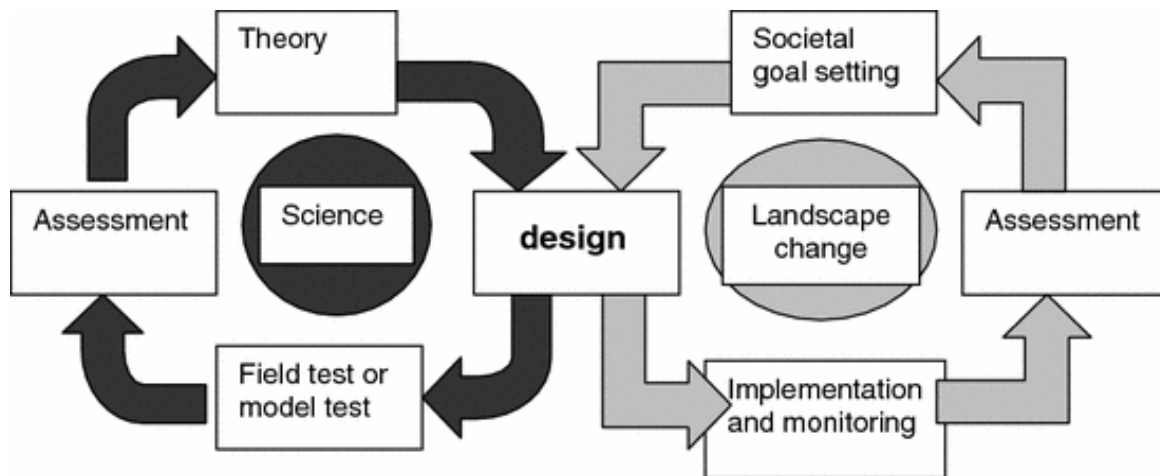 Theory
Societal
goal setting
Assessment
Science
design
Landscape
change
Assessment
Field test or
model test
Implementation
and monitoring